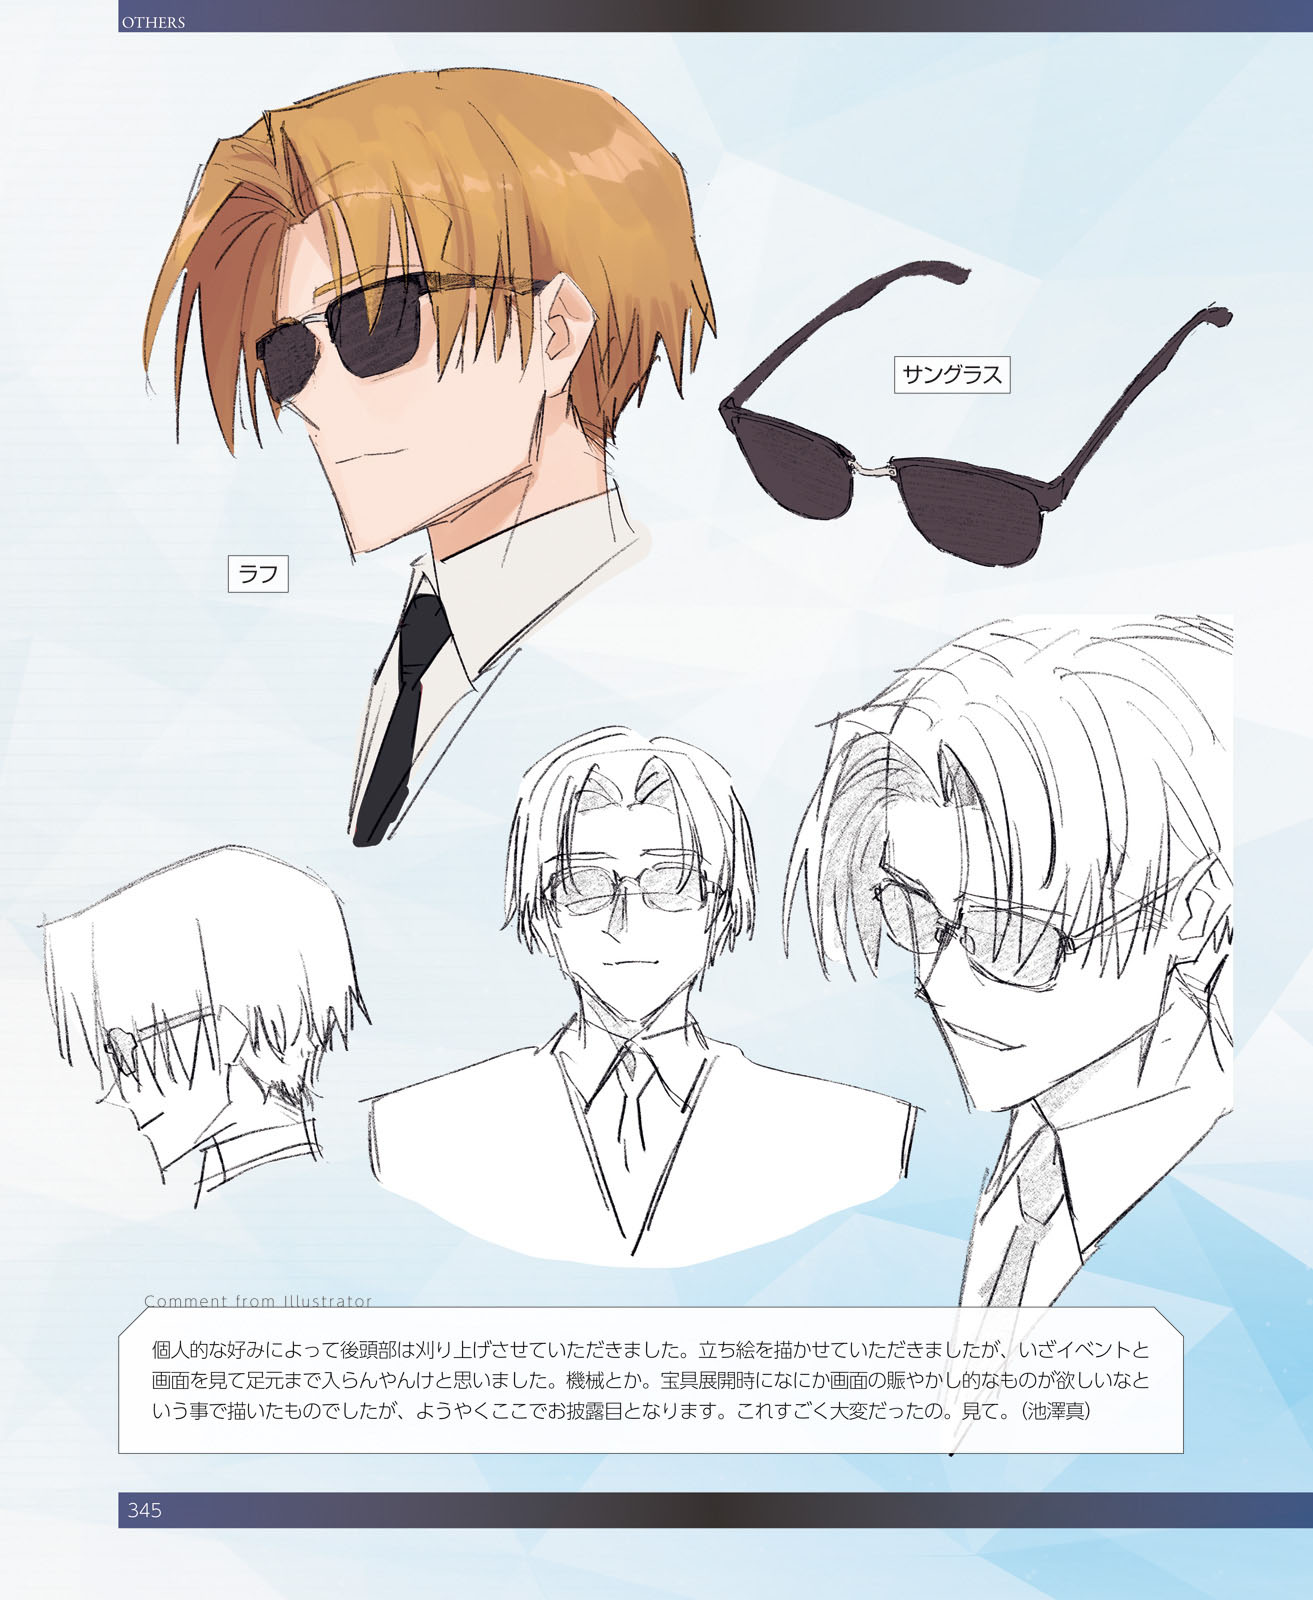 OTHERS
サングラス
ラフ
Comment from Illustrator
個人的な好みによって後頭部は刈り上げさせていただきました。立ち絵を描かせていただきましたが、いざイベントと
画面を見て足元まで入らんやんけと思いました。機械とか。宝具展開時になにか画面の賑やかし的なものが欲しいなと
いう事で描いたものでしたが、ようやくここでお披露目となります。これすごく大変だったの。見て。（池澤真）
345